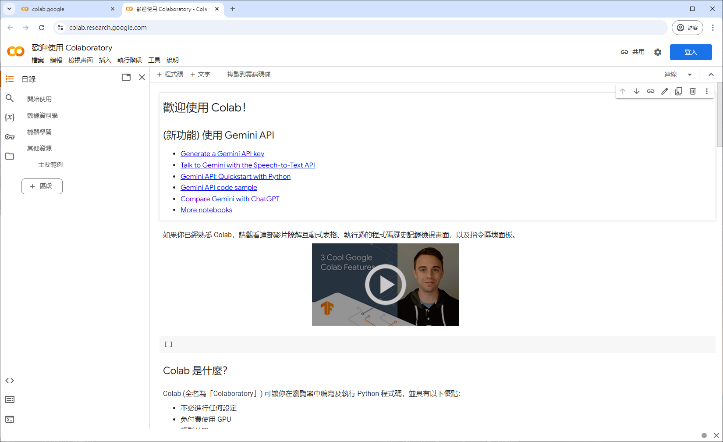 colab.google
歡迎使用 Colaboratory - Cola
colab.research.google.com
訪客
歡迎使用 Colaboratory
檔案 編輯 檢視畫面 插入 執行階段 工具 說明
共用
登入
目錄
+ 程式碼 + 文字
連線
開始使用
數據資料學
機器學習
其他資源
主要範例
+ 區段
歡迎使用 Colab!
(新功能) 使用 Gemini API
Generate a Gemini API key
Talk to Gemini with the Speech-to-Text API
Gemini API: Quickstart with Python
Gemini API code sample
Compare Gemini with ChatGPT
More notebooks
如果你已經熟悉 Colab，請觀看這部影片瞭解互動式表格、執行過的程式碼歷史記錄檢視畫面，以及指令區塊面板。
3 Cool Google
Colab Features
[ ]
Colab 是什麼？
Colab (全名為「Colaboratory」) 可讓你在瀏覽器中編寫及執行 Python 程式碼，並具有以下優點：
不必進行任何設定
免付費使用 GPU